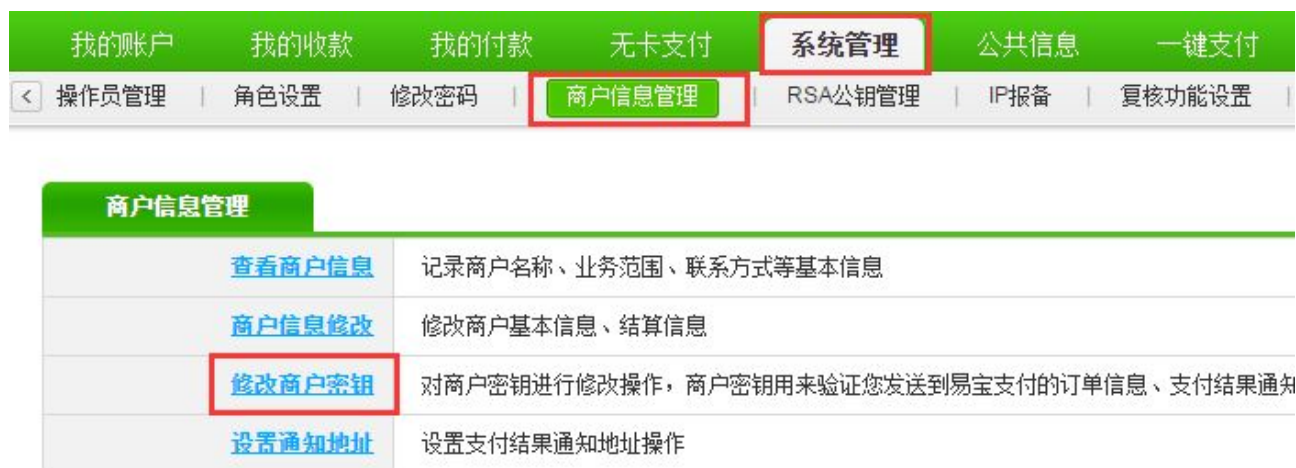 我的账户 我的收款 我的付款 无卡支付 系统管理 公共信息 一键支付
< 操作员管理 | 角色设置 | 修改密码 | 商户信息管理 | RSA公钥管理 | IP报备 | 复核功能设置 |
商户信息管理
查看商户信息 记录商户名称、业务范围、联系方式等基本信息
商户信息修改 修改商户基本信息、结算信息
修改商户密钥 对商户密钥进行修改操作，商户密钥用来验证您发送到易宝支付的订单信息、支付结果通知
设置通知地址 设置支付结果通知地址操作